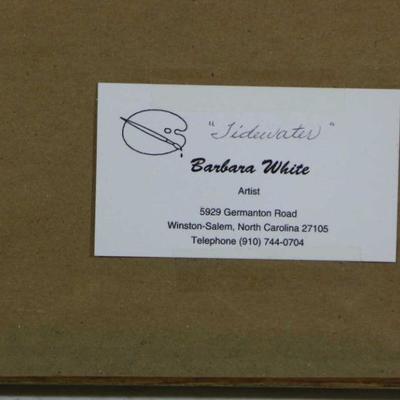 "Tidewater"
Barbara White
Artist
5929 Germanton Road
Winston-Salem, North Carolina 27105
Telephone (910) 744-0704